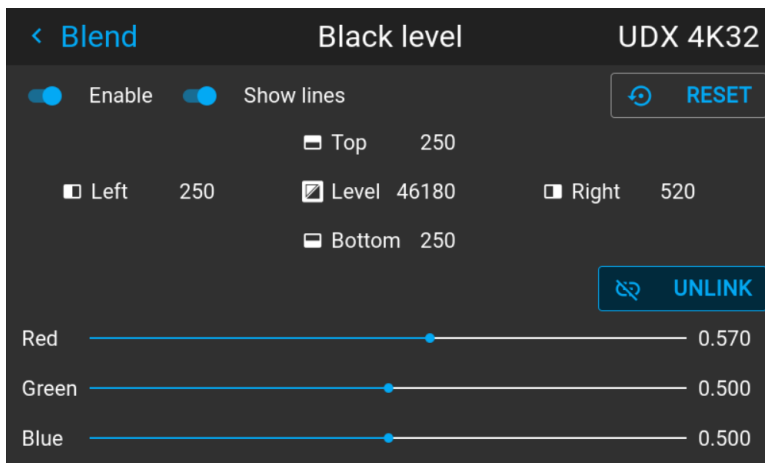 Blend Black level UDX 4K32
Enable Show lines RESET
Top 250
Left 250 Level 46180 Right 520
Bottom 250
UNLINK
Red 0.570
Green 0.500
Blue 0.500